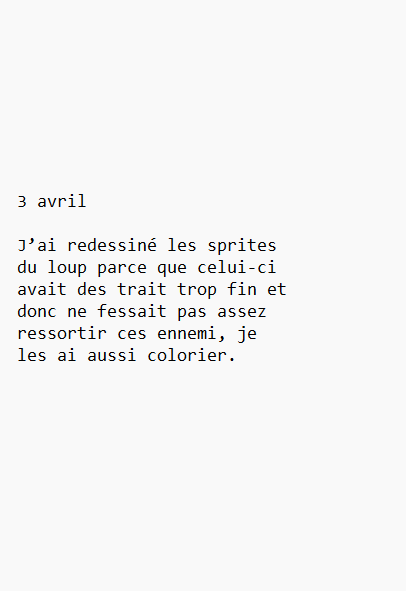 3 avril
J’ai redessiné les sprites
du loup parce que celui-ci
avait des trait trop fin et
donc ne fessait pas assez
ressortir ces ennemi, je
les ai aussi colorier.